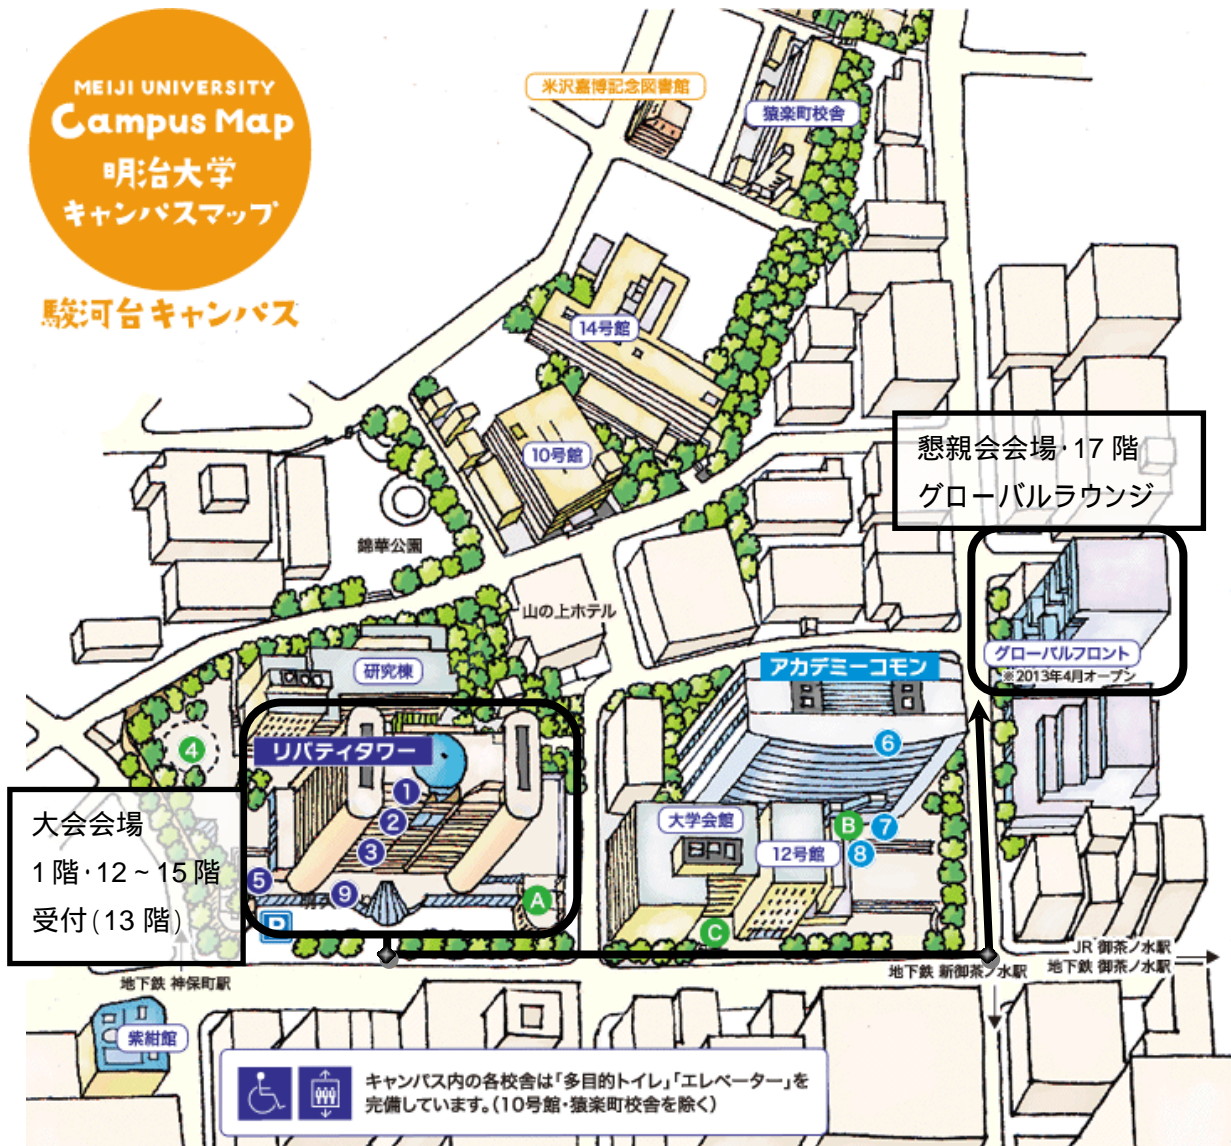 MEIJI UNIVERSITY
Campus Map
明治大学
キャンパスマップ
駿河台キャンパス
米沢嘉博記念図書館
猿楽町校舎
14号館
10号館
錦華公園
山の上ホテル
懇親会会場・17 階
グローバルラウンジ
グローバルフロント
※2013年4月オープン
研究棟
アカデミーコモン
リバティタワー
4
6
1
2
3
5
9
A
P
大会会場
1 階・12 ~ 15 階
受付(13 階)
大学会館
12号館
B
7
8
C
JR 御茶ノ水駅
地下鉄 御茶ノ水駅
地下鉄 新御茶ノ水駅
地下鉄 神保町駅
紫紺館
キャンパス内の各校舎は「多目的トイレ」「エレベーター」を
完備しています。(10号館・猿楽町校舎を除く)